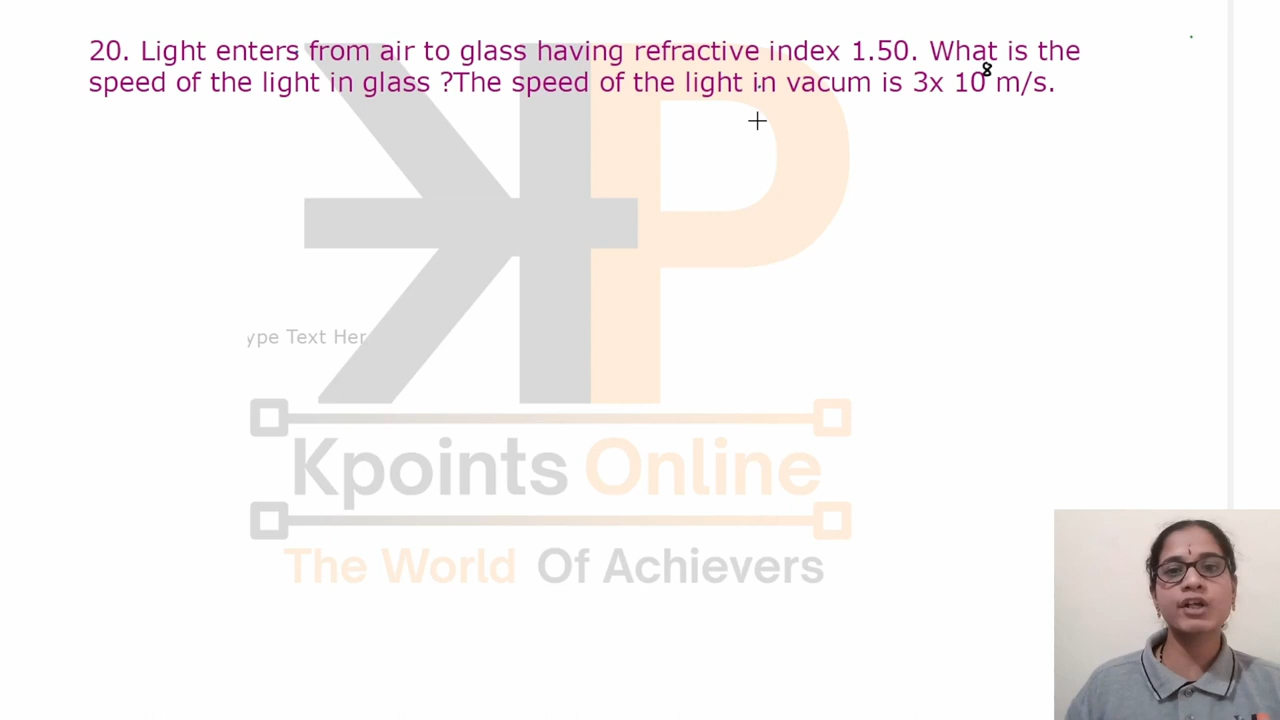 20. Light enters from air to glass having refractive index 1.50. What is the
speed of the light in glass ?The speed of the light in vacum is 3x 10⁸ m/s.
ype Text Her
Kpoints Online
The World Of Achievers